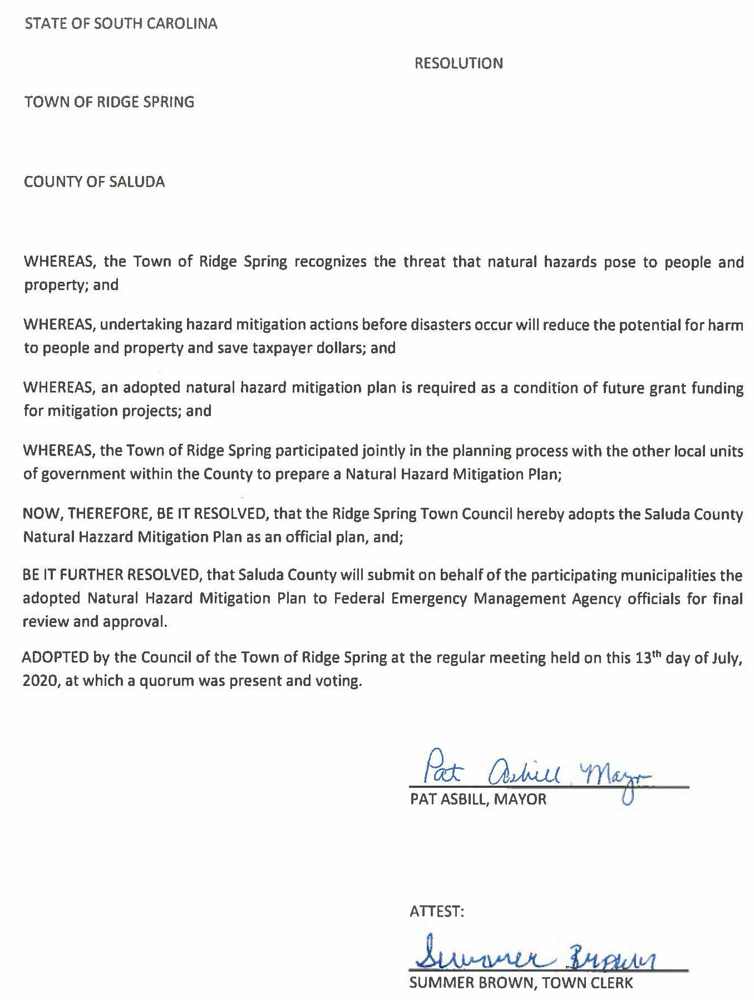 STATE OF SOUTH CAROLINA
RESOLUTION
TOWN OF RIDGE SPRING
COUNTY OF SALUDA
WHEREAS, the Town of Ridge Spring recognizes the threat that natural hazards pose to people and
property; and
WHEREAS, undertaking hazard mitigation actions before disasters occur will reduce the potential for harm
to people and property and save taxpayer dollars; and
WHEREAS, an adopted natural hazard mitigation plan is required as a condition of future grant funding
for mitigation projects; and
WHEREAS, the Town of Ridge Spring participated jointly in the planning process with the other local units
of government within the County to prepare a Natural Hazard Mitigation Plan;
NOW, THEREFORE, BE IT RESOLVED, that the Ridge Spring Town Council hereby adopts the Saluda County
Natural Hazzard Mitigation Plan as an official plan, and;
BE IT FURTHER RESOLVED, that Saluda County will submit on behalf of the participating municipalities the
adopted Natural Hazard Mitigation Plan to Federal Emergency Management Agency officials for final
review and approval.
ADOPTED by the Council of the Town of Ridge Spring at the regular meeting held on this 13th day of July,
2020, at which a quorum was present and voting.
Pat Asbill Mayor
PAT ASBILL, MAYOR
ATTEST:
Summer Brown
SUMMER BROWN, TOWN CLERK